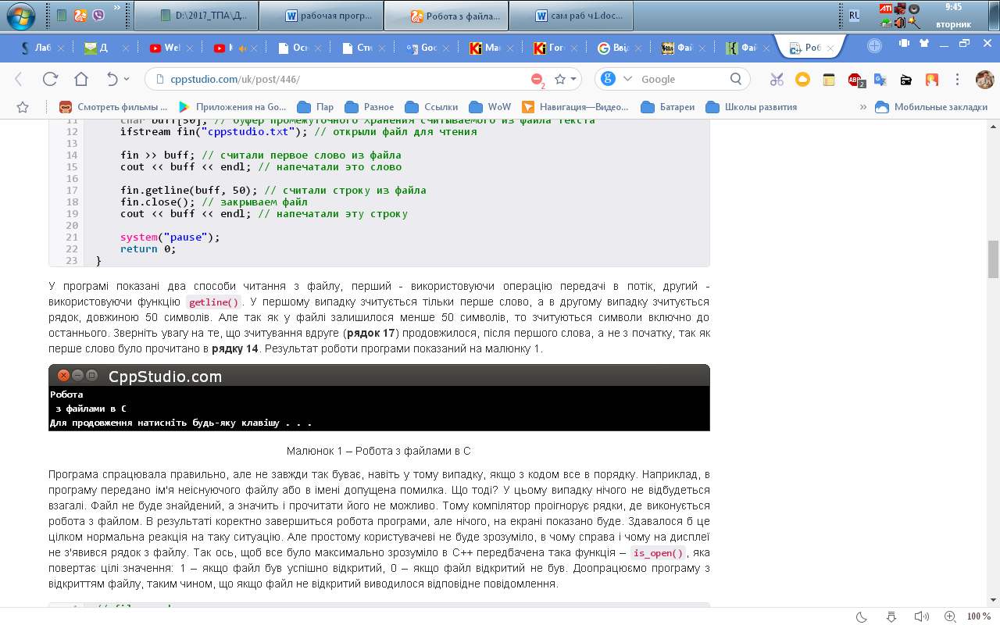 D:\2017_ТПА\Д...
рабочая прогр...
Робота з файла...
сам раб ч1.doc...
RU
ATI
9:45
вторник
Лаб
Д
Wel
Осн
Сти
Goo
Ki Мак
Ki Гог
Ввід
Фай
Фай
Роб
cppstudio.com/uk/post/446/
2
Google
ABP 2
Смотреть фильмы ...
Приложения на Go...
Пар
Разное
Ссылки
WoW
Навигация—Видео...
Батареи
Школы развития
»
Мобильные закладки
11 char buff[50]; // буфер промежуточного хранения считываемого из файла текста
12 ifstream fin("cppstudio.txt"); // открыли файл для чтения
13
14 fin >> buff; // считали первое слово из файла
15 cout << buff << endl; // напечатали это слово
16
17 fin.getline(buff, 50); // считали строку из файла
18 fin.close(); // закрываем файл
19 cout << buff << endl; // напечатали эту строку
20
21 system("pause");
22 return 0;
23 }
У програмі показані два способи читання з файлу, перший - використовуючи операцію передачі в потік, другий -
використовуючи функцію getline(). У першому випадку зчитується тільки перше слово, а в другому випадку зчитується
рядок, довжиною 50 символів. Але так як у файлі залишилося менше 50 символів, то зчитуються символи включно до
останнього. Зверніть увагу на те, що зчитування вдруге (рядок 17) продовжилося, після першого слова, а не з початку, так як
перше слово було прочитано в рядку 14. Результат роботи програми показаний на малюнку 1.
CppStudio.com
Робота
з файлами в С
Для продовження натисніть будь-яку клавішу . . .
Малюнок 1 – Робота з файлами в С
Програма спрацювала правильно, але не завжди так буває, навіть у тому випадку, якщо з кодом все в порядку. Наприклад, в
програму передано ім'я неіснуючого файлу або в імені допущена помилка. Що тоді? У цьому випадку нічого не відбудеться
взагалі. Файл не буде знайдений, а значить і прочитати його не можливо. Тому компілятор проігнорує рядки, де виконується
робота з файлом. В результаті коректно завершиться робота програми, але нічого, на екрані показано буде. Здавалося б це
цілком нормальна реакція на таку ситуацію. Але простому користувачеві не буде зрозуміло, в чому справа і чому на дисплеї
не з'явився рядок з файлу. Так ось, щоб все було максимально зрозуміло в С++ передбачена така функція – is_open(), яка
повертає цілі значення: 1 – якщо файл був успішно відкритий, 0 – якщо файл відкритий не був. Доопрацюємо програму з
відкриттям файлу, таким чином, що якщо файл не відкритий виводилося відповідне повідомлення.
100 %